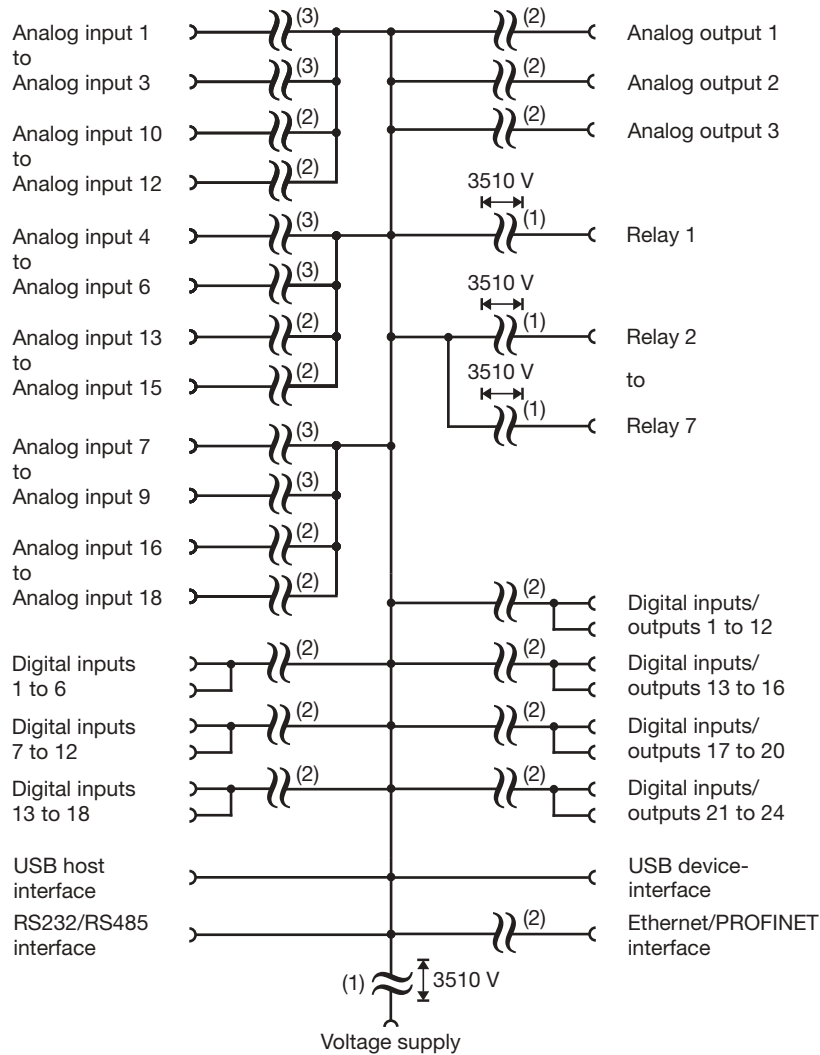 Analog input 1
to
Analog input 3
(3)
(3)
Analog input 10
to
Analog input 12
(2)
(2)
Analog input 4
to
Analog input 6
(3)
(3)
Analog input 13
to
Analog input 15
(2)
(2)
Analog input 7
to
Analog input 9
(3)
(3)
Analog input 16
to
Analog input 18
(2)
(2)
Digital inputs
1 to 6
(2)
Digital inputs
7 to 12
(2)
Digital inputs
13 to 18
(2)
USB host
interface
RS232/RS485
interface
(2)
Analog output 1
(2)
Analog output 2
(2)
Analog output 3
3510 V
(1)
Relay 1
3510 V
(1)
Relay 2
to
3510 V
(1)
Relay 7
(2)
Digital inputs/
outputs 1 to 12
(2)
Digital inputs/
outputs 13 to 16
(2)
Digital inputs/
outputs 17 to 20
(2)
Digital inputs/
outputs 21 to 24
USB device-
interface
(2)
Ethernet/PROFINET
interface
(1)
3510 V
Voltage supply